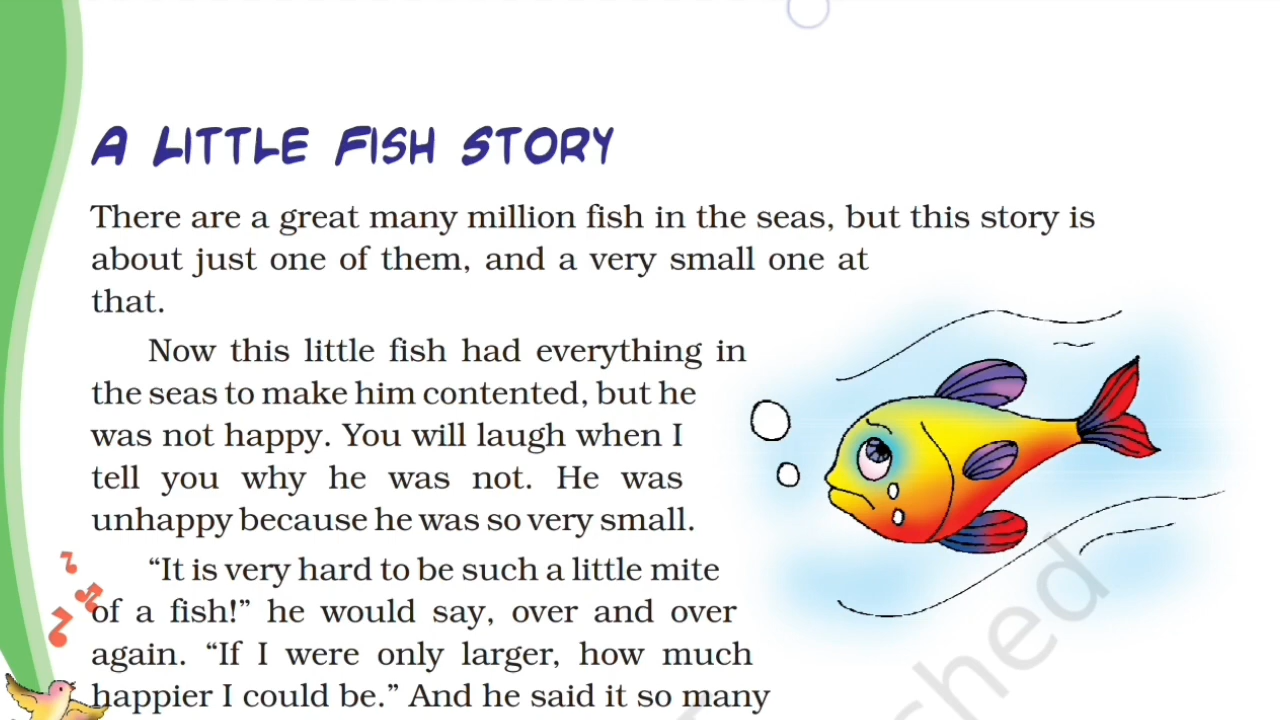 A LITTLE FISH STORY
There are a great many million fish in the seas, but this story is
about just one of them, and a very small one at
that.
Now this little fish had everything in
the seas to make him contented, but he
was not happy. You will laugh when I
tell you why he was not. He was
unhappy because he was so very small.
“It is very hard to be such a little mite
of a fish!” he would say, over and over
again. “If I were only larger, how much
happier I could be.” And he said it so many